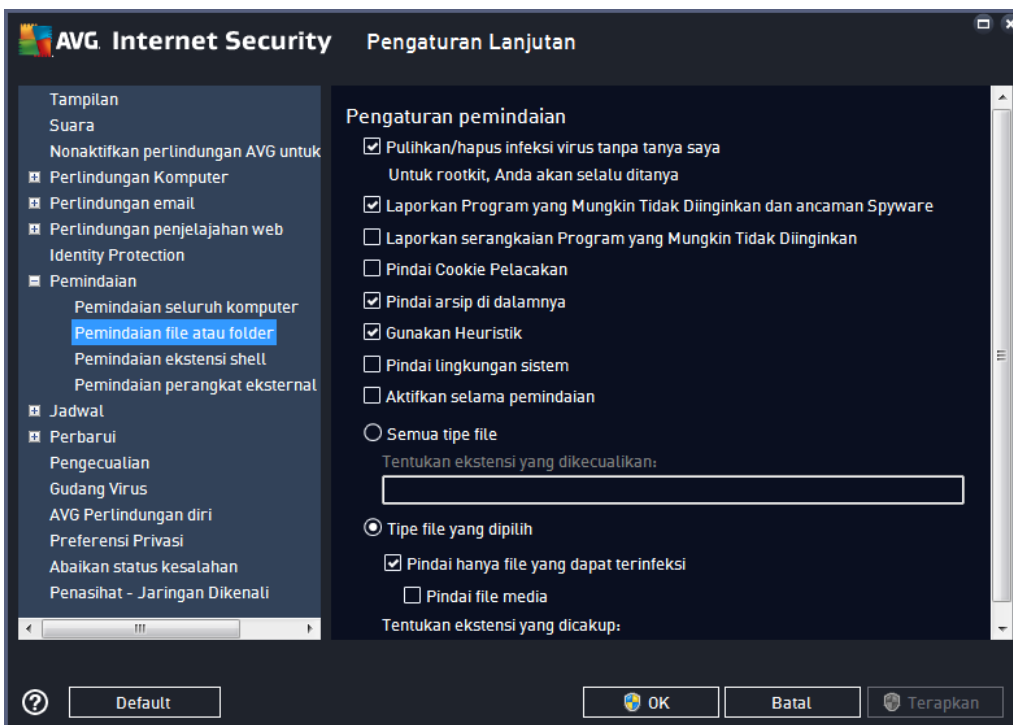 AVG Internet Security Pengaturan Lanjutan
Tampilan
Suara
Nonaktifkan perlindungan AVG untuk
Perlindungan Komputer
Perlindungan email
Perlindungan penjelajahan web
Identity Protection
Pemindaian
Pemindaian seluruh komputer
Pemindaian file atau folder
Pemindaian ekstensi shell
Pemindaian perangkat eksternal
Jadwal
Perbarui
Pengecualian
Gudang Virus
AVG Perlindungan diri
Preferensi Privasi
Abaikan status kesalahan
Penasihat - Jaringan Dikenali
Pengaturan pemindaian
Pulihkan/hapus infeksi virus tanpa tanya saya
Untuk rootkit, Anda akan selalu ditanya
Laporkan Program yang Mungkin Tidak Diinginkan dan ancaman Spyware
Laporkan serangkaian Program yang Mungkin Tidak Diinginkan
Pindai Cookie Pelacakan
Pindai arsip di dalamnya
Gunakan Heuristik
Pindai lingkungan sistem
Aktifkan selama pemindaian
Semua tipe file
Tentukan ekstensi yang dikecualikan:
Tipe file yang dipilih
Pindai hanya file yang dapat terinfeksi
Pindai file media
Tentukan ekstensi yang dicakup:
Default
OK
Batal
Terapkan